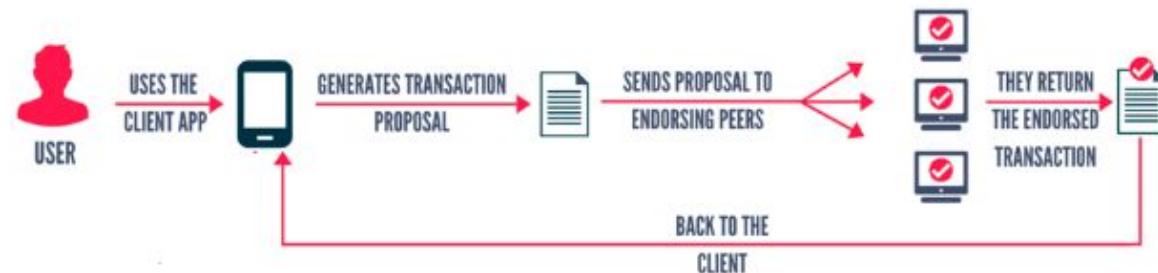 USES THE
CLIENT APP
USER
GENERATES TRANSACTION
PROPOSAL
SENDS PROPOSAL TO
ENDORSING PEERS
THEY RETURN
THE ENDORSED
TRANSACTION
BACK TO THE
CLIENT